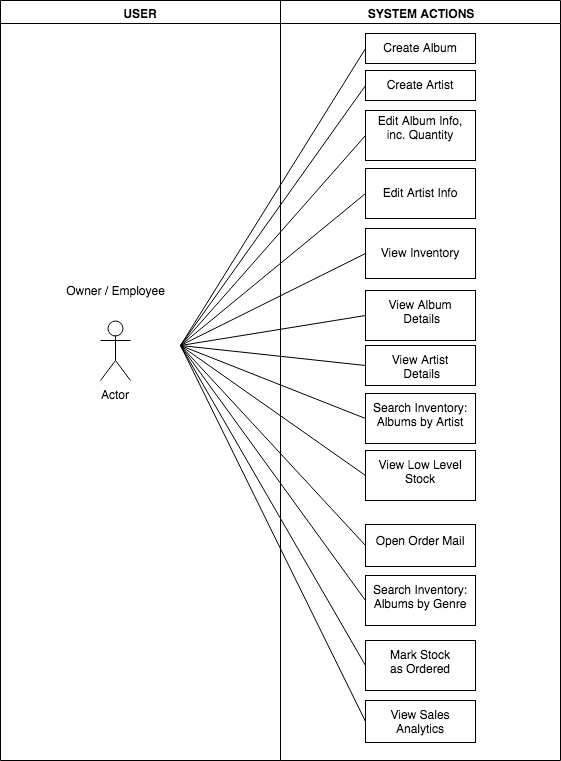 USER
SYSTEM ACTIONS
Create Album
Create Artist
Edit Album Info,
inc. Quantity
Edit Artist Info
View Inventory
Owner / Employee
Actor
View Album
Details
View Artist
Details
Search Inventory:
Albums by Artist
View Low Level
Stock
Open Order Mail
Search Inventory:
Albums by Genre
Mark Stock
as Ordered
View Sales
Analytics